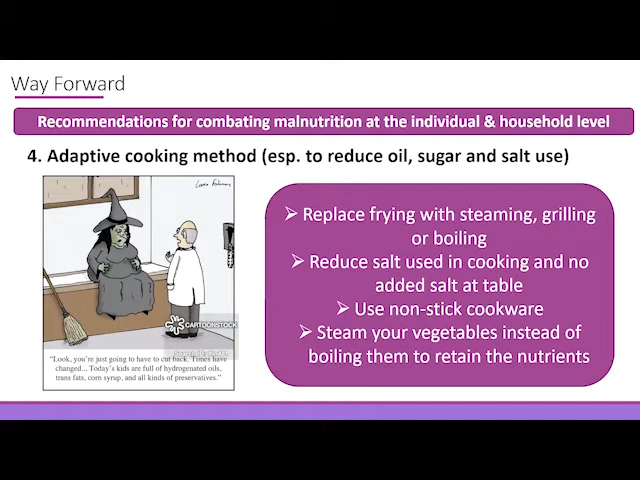 Way Forward
Recommendations for combating malnutrition at the individual & household level
4. Adaptive cooking method (esp. to reduce oil, sugar and salt use)
CARTOONSTOCK
"Look, you're just going to have to cut back. Times have
changed... Today's kids are full of hydrogenated oils,
trans fats, corn syrup, and all kinds of preservatives."
➢ Replace frying with steaming, grilling
or boiling
➢ Reduce salt used in cooking and no
added salt at table
➢ Use non-stick cookware
➢ Steam your vegetables instead of
boiling them to retain the nutrients